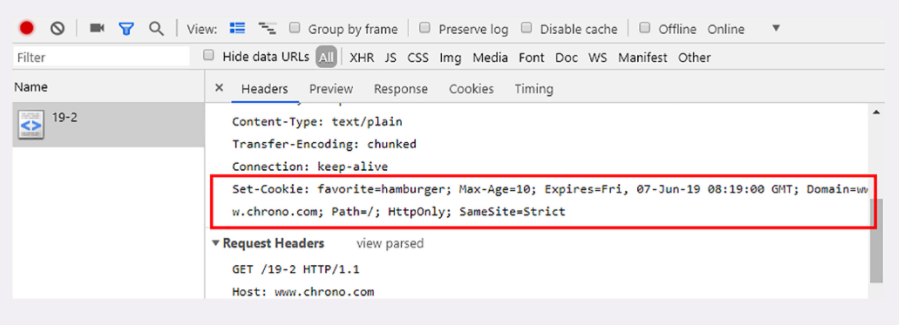 View: Group by frame Preserve log Disable cache Offline Online
Filter Hide data URLs All XHR JS CSS Img Media Font Doc WS Manifest Other
Name × Headers Preview Response Cookies Timing
19-2
Content-Type: text/plain
Transfer-Encoding: chunked
Connection: keep-alive
Set-Cookie: favorite=hamburger; Max-Age=10; Expires=Fri, 07-Jun-19 08:19:00 GMT; Domain=ww
w.chrono.com; Path=/; HttpOnly; SameSite=Strict
Request Headers view parsed
GET /19-2 HTTP/1.1
Host: www.chrono.com